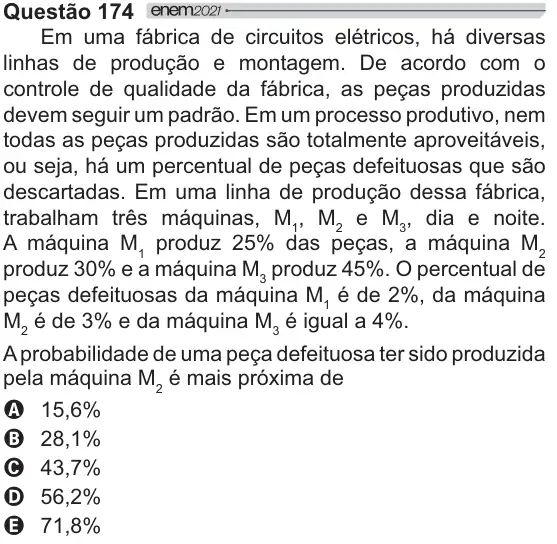 Questão 174 enem2021
Em uma fábrica de circuitos elétricos, há diversas
linhas de produção e montagem. De acordo com o
controle de qualidade da fábrica, as peças produzidas
devem seguir um padrão. Em um processo produtivo, nem
todas as peças produzidas são totalmente aproveitáveis,
ou seja, há um percentual de peças defeituosas que são
descartadas. Em uma linha de produção dessa fábrica,
trabalham três máquinas, M₁, M₂ e M₃, dia e noite.
A máquina M₁ produz 25% das peças, a máquina M₂
produz 30% e a máquina M₃ produz 45%. O percentual de
peças defeituosas da máquina M₁ é de 2%, da máquina
M₂ é de 3% e da máquina M₃ é igual a 4%.
A probabilidade de uma peça defeituosa ter sido produzida
pela máquina M₂ é mais próxima de
A 15,6%
B 28,1%
C 43,7%
D 56,2%
E 71,8%